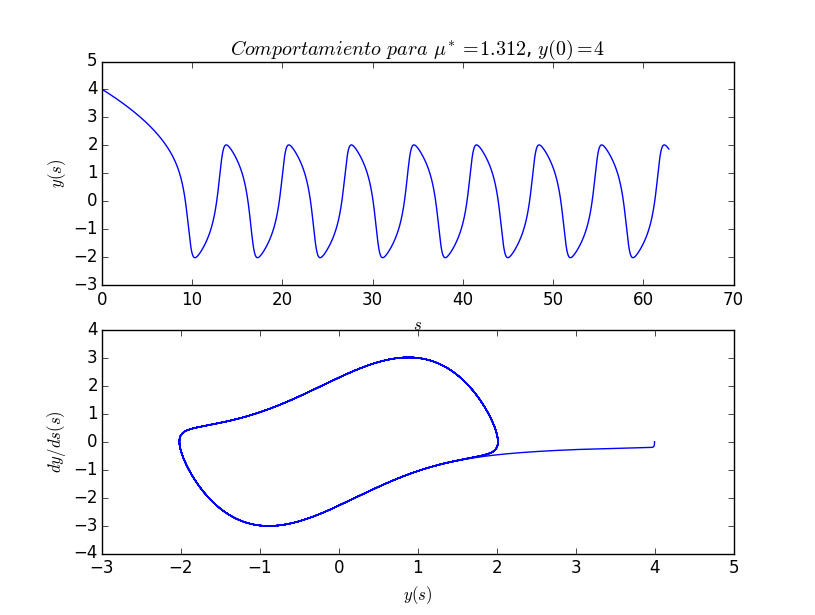 Comportamiento para μ* =1.312, y(0)=4
5
4
3
2
1
0
−1
−2
−3
y(s)
0 10 20 30 40 50 60 70
s
4
3
2
1
0
−1
−2
−3
−4
dy/ds(s)
−3 −2 −1 0 1 2 3 4 5
y(s)